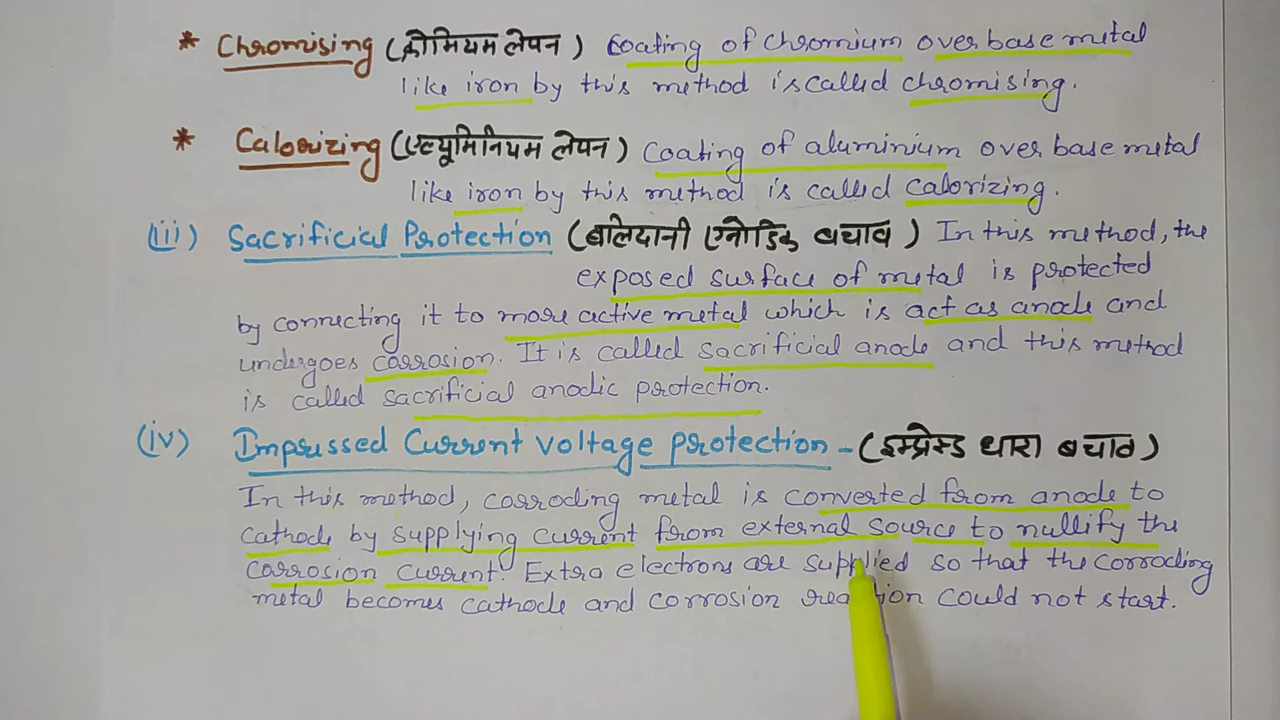 * Chromising (क्रोमियम लेपन) Coating of chromium over base metal
like iron by this method is called chromising.
* Calorizing (एल्यूमिनियम लेपन) Coating of aluminium over base metal
like iron by this method is called calorizing.
(iii) Sacrificial Protection (बलिदानी एनोडिक बचाव) In this method, the
exposed surface of metal is protected
by connecting it to more active metal which is act as anode and
undergoes corrosion. It is called sacrificial anode and this method
is called sacrificial anodic protection.
(iv) Impressed Current Voltage protection - (इम्प्रेस्ड धारा बचाव)
In this method, corroding metal is converted from anode to
cathode by supplying current from external source to nullify the
corrosion current. Extra electrons are supplied so that the corroding
metal becomes cathode and corrosion reaction could not start.